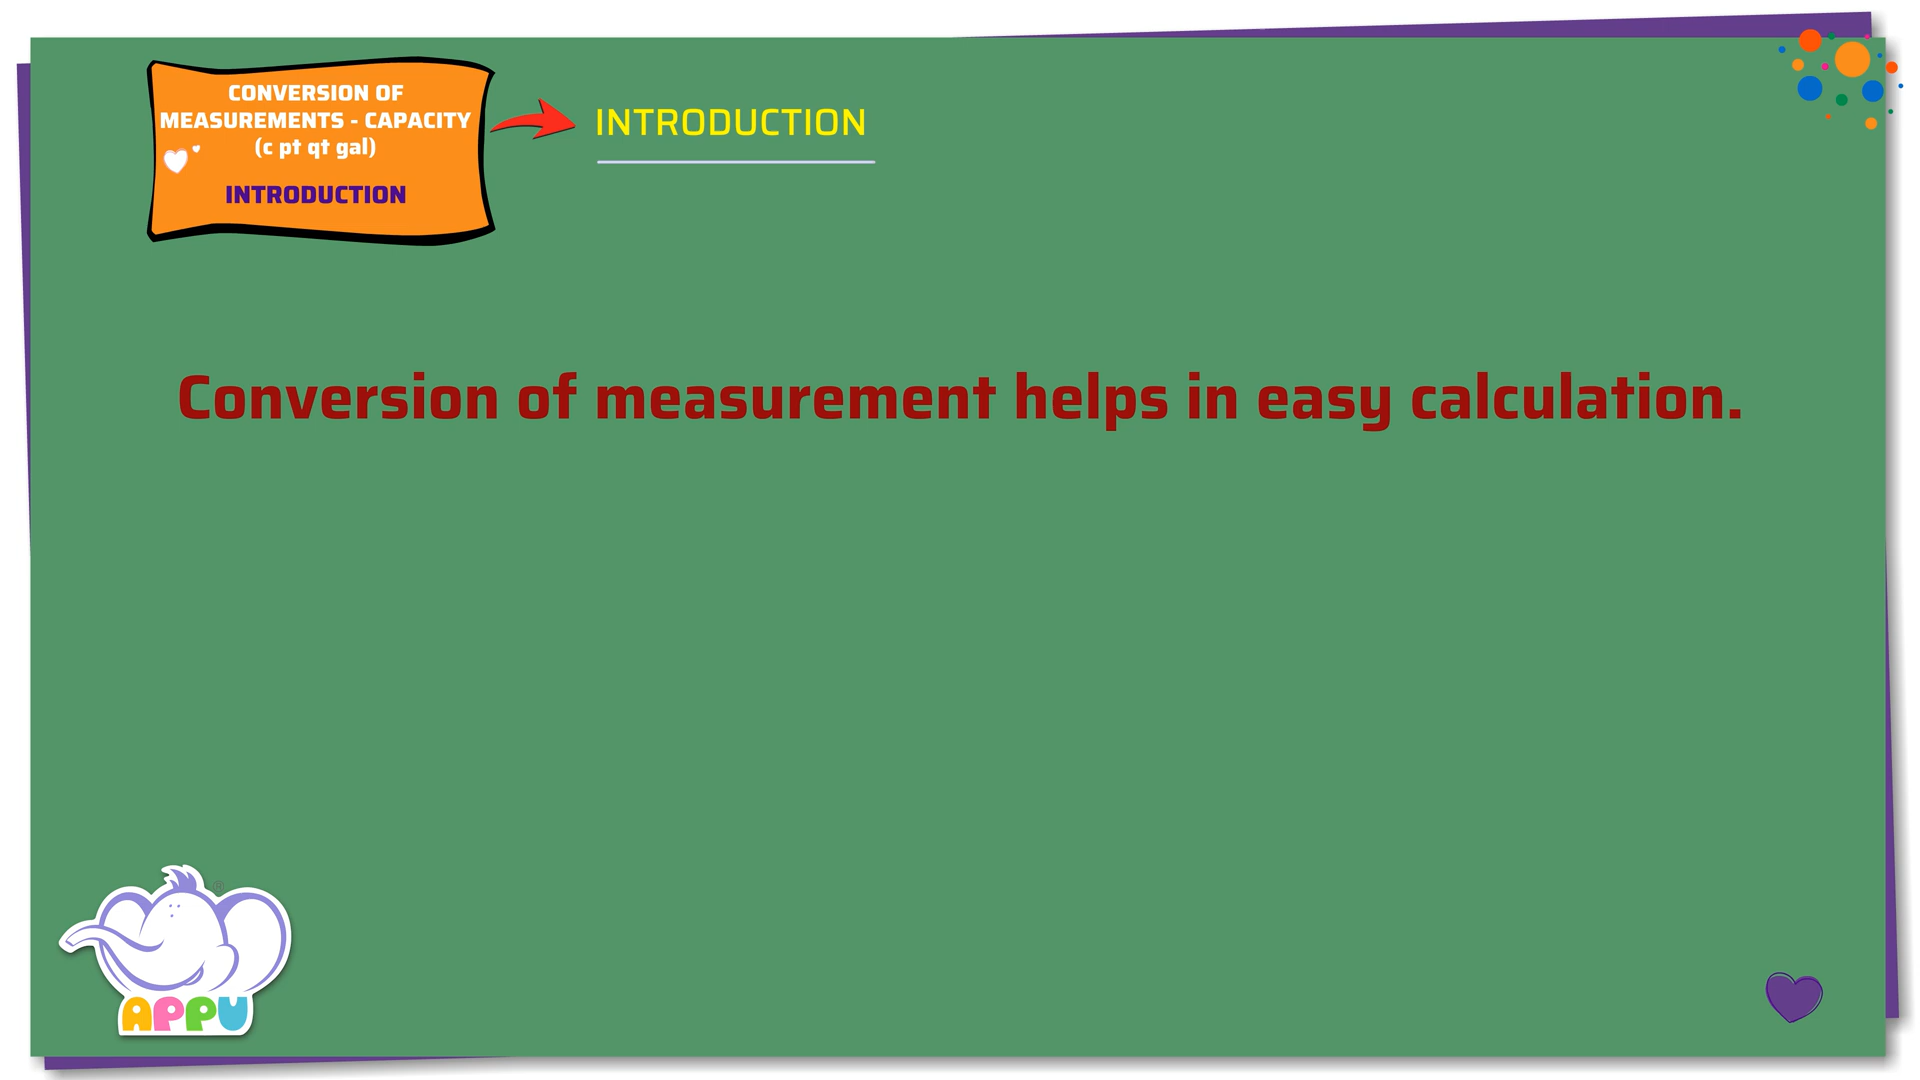 CONVERSION OF
MEASUREMENTS - CAPACITY
(c pt qt gal)
INTRODUCTION
INTRODUCTION
Conversion of measurement helps in easy calculation.
®
APPU